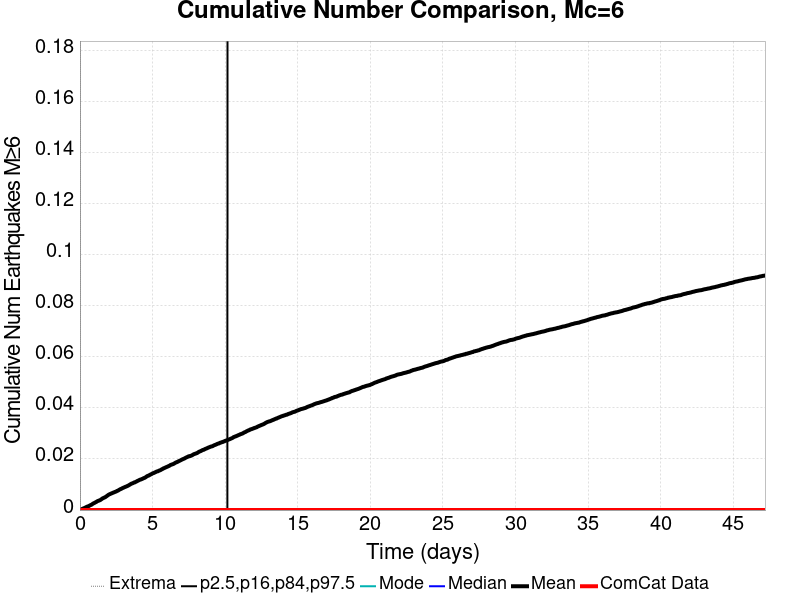 Cumulative Number Comparison, Mc=6
Cumulative Num Earthquakes M≥6
0.18
0.16
0.14
0.12
0.1
0.08
0.06
0.04
0.02
0
0 5 10 15 20 25 30 35 40 45
Time (days)
Extrema p2.5,p16,p84,p97.5 Mode Median Mean ComCat Data